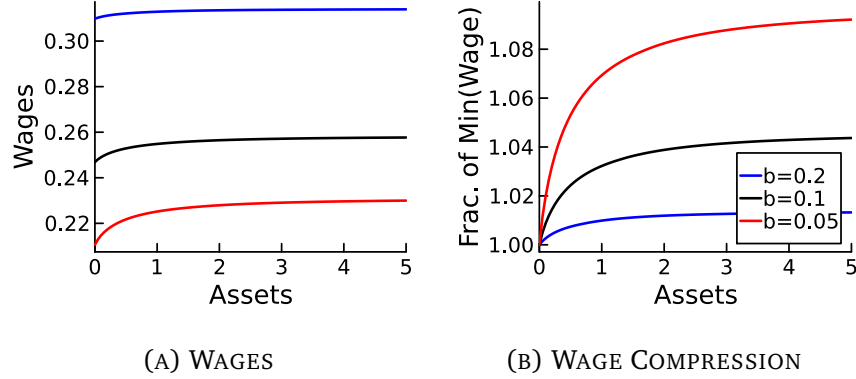 Wages
0.30
0.28
0.26
0.24
0.22
0 1 2 3 4 5
Assets
(A) WAGES
Frac. of Min(Wage)
1.08
1.06
1.04
1.02
1.00
b=0.2
b=0.1
b=0.05
0 1 2 3 4 5
Assets
(B) WAGE COMPRESSION